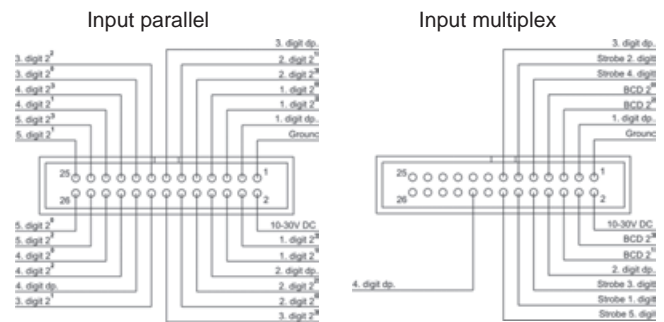 Input parallel
3. digit 2²
3. digit 2
4. digit 2³
4. digit 2¹
5. digit 2³
5. digit 2¹
3. digit dp.
2. digit 2
2. digit 2
1. digit 2
1. digit 2
1. digit dp.
Ground
25
1
26
2
5. digit 2
5. digit 2
4. digit 2
4. digit 2
4. digit dp.
3. digit 2¹
10-30V DC
1. digit 2
1. digit 2
2. digit dp.
2. digit 2
2. digit 2
3. digit 2
Input multiplex
3. digit dp.
Strobe 2. digit
Strobe 4. digit
BCD 2
BCD 2
1. digit dp.
Ground
25
1
26
2
4. digit dp.
10-30V DC
BCD 2
BCD 2
2. digit dp.
Strobe 3. digit
Strobe 1. digit
Strobe 5. digit